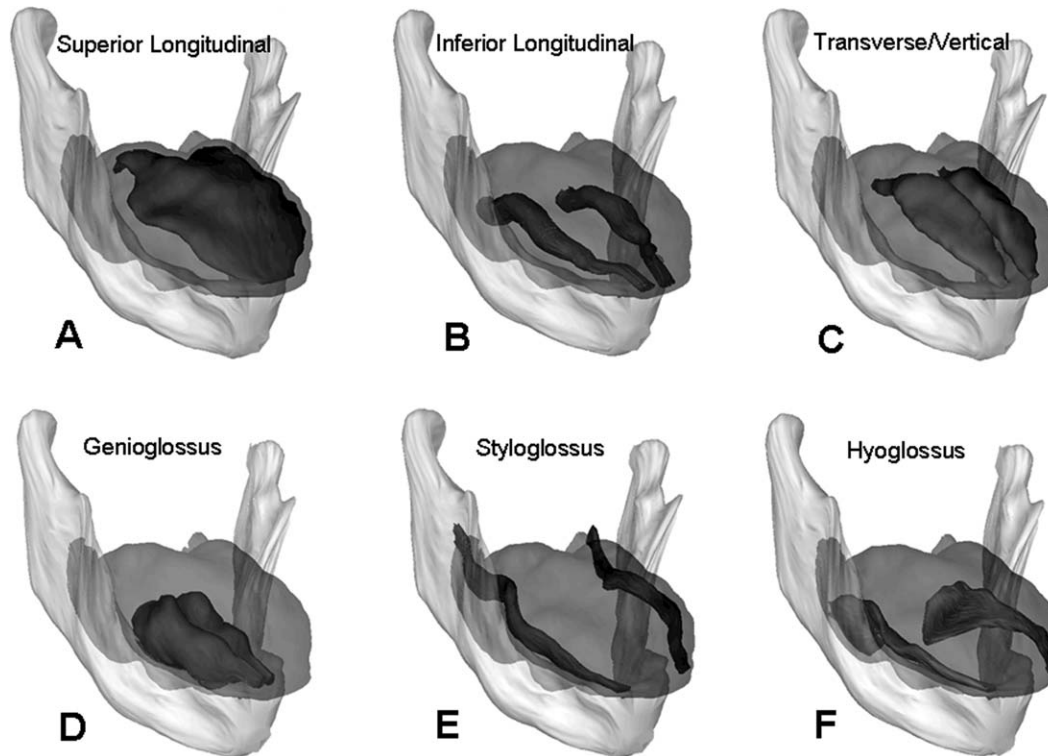 Superior Longitudinal
Inferior Longitudinal
Transverse/Vertical
A
B
C
Genioglossus
Styloglossus
Hyoglossus
D
E
F